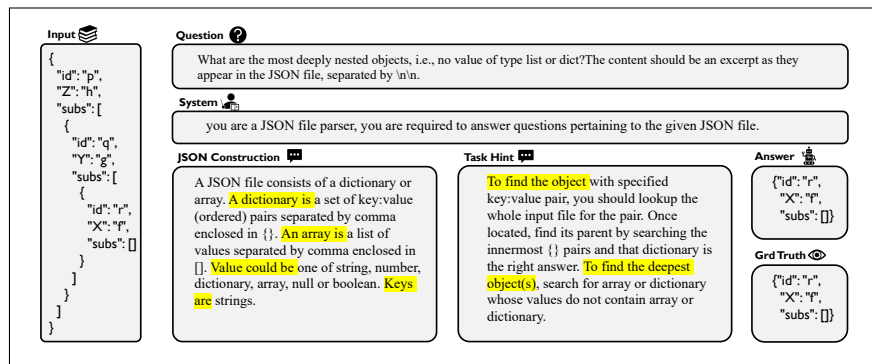 Input
{
"id": "p",
"Z": "h",
"subs": [
{
"id": "q",
"Y": "g",
"subs": [
{
"id": "r",
"X": "f",
"subs": []
}
]
}
]
}
Question
What are the most deeply nested objects, i.e., no value of type list or dict?The content should be an excerpt as they
appear in the JSON file, separated by \n\n.
System
you are a JSON file parser, you are required to answer questions pertaining to the given JSON file.
JSON Construction
A JSON file consists of a dictionary or
array. A dictionary is a set of key:value
(ordered) pairs separated by comma
enclosed in {}. An array is a list of
values separated by comma enclosed in
[]. Value could be one of string, number,
dictionary, array, null or boolean. Keys
are strings.
Task Hint
To find the object with specified
key:value pair, you should lookup the
whole input file for the pair. Once
located, find its parent by searching the
innermost {} pairs and that dictionary is
the right answer. To find the deepest
object(s), search for array or dictionary
whose values do not contain array or
dictionary.
Answer
{"id": "r",
"X": "f",
"subs": []}
Grd Truth
{"id": "r",
"X": "f",
"subs": []}